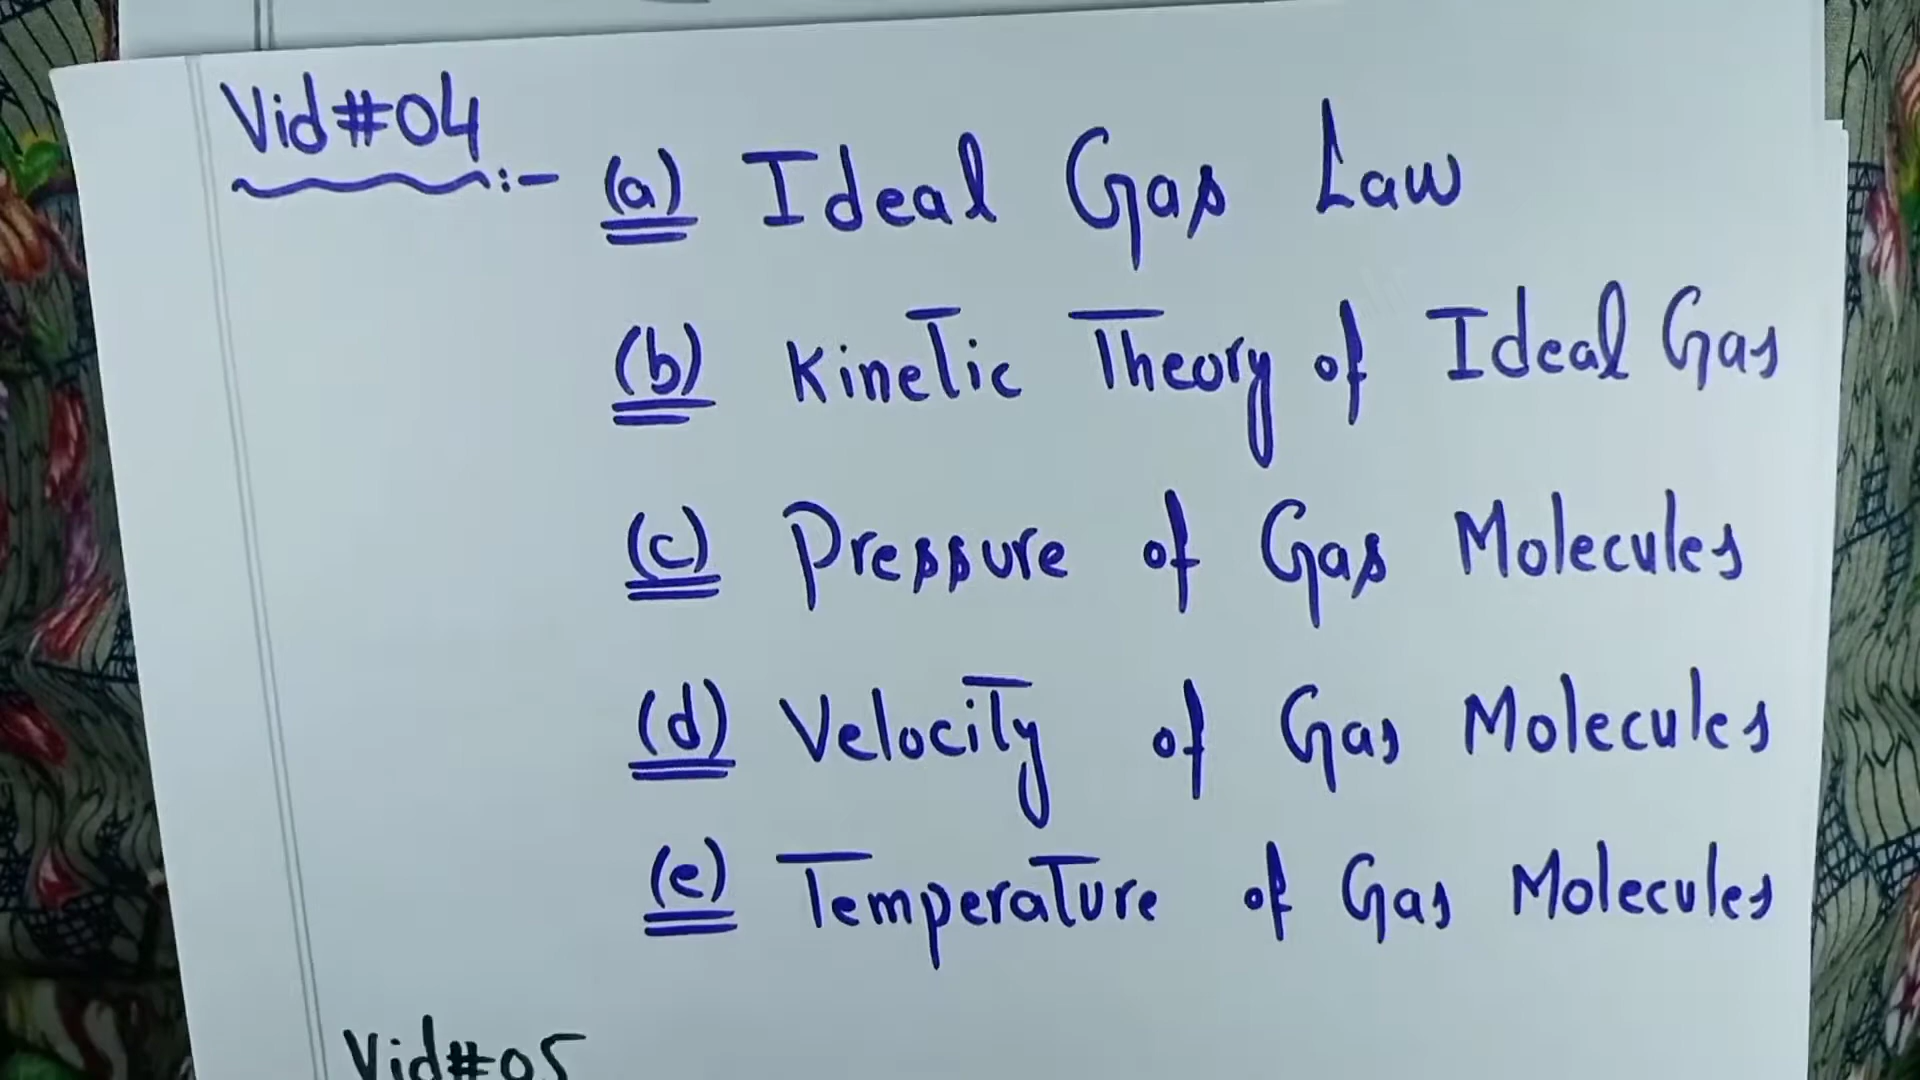 Vid#04 :- (a) Ideal Gas Law
(b) Kinetic Theory of Ideal Gas
(c) Pressure of Gas Molecules
(d) Velocity of Gas Molecules
(e) Temperature of Gas Molecules
Vid#05